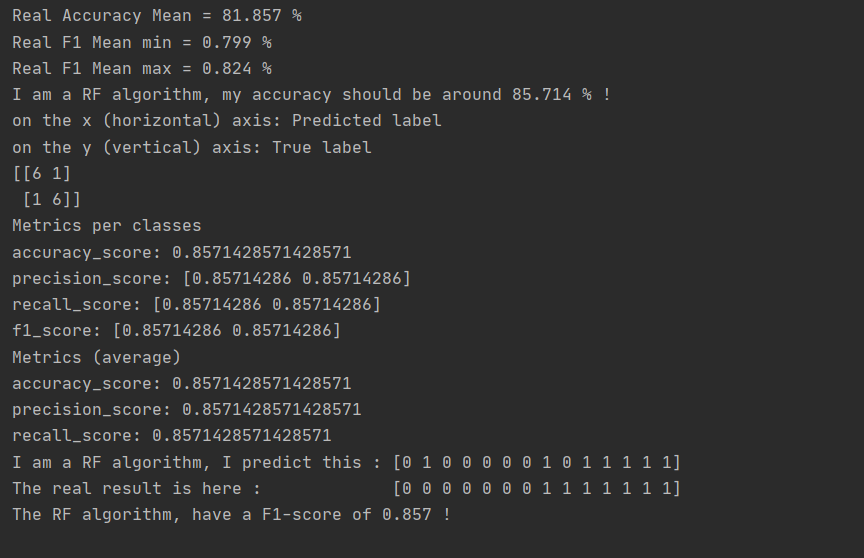 Real Accuracy Mean = 81.857 %
Real F1 Mean min = 0.799 %
Real F1 Mean max = 0.824 %
I am a RF algorithm, my accuracy should be around 85.714 % !
on the x (horizontal) axis: Predicted label
on the y (vertical) axis: True label
[[6 1]
 [1 6]]
Metrics per classes
accuracy_score: 0.8571428571428571
precision_score: [0.85714286 0.85714286]
recall_score: [0.85714286 0.85714286]
f1_score: [0.85714286 0.85714286]
Metrics (average)
accuracy_score: 0.8571428571428571
precision_score: 0.8571428571428571
recall_score: 0.8571428571428571
I am a RF algorithm, I predict this : [0 1 0 0 0 0 0 1 0 1 1 1 1 1]
The real result is here :             [0 0 0 0 0 0 0 1 1 1 1 1 1 1]
The RF algorithm, have a F1-score of 0.857 !